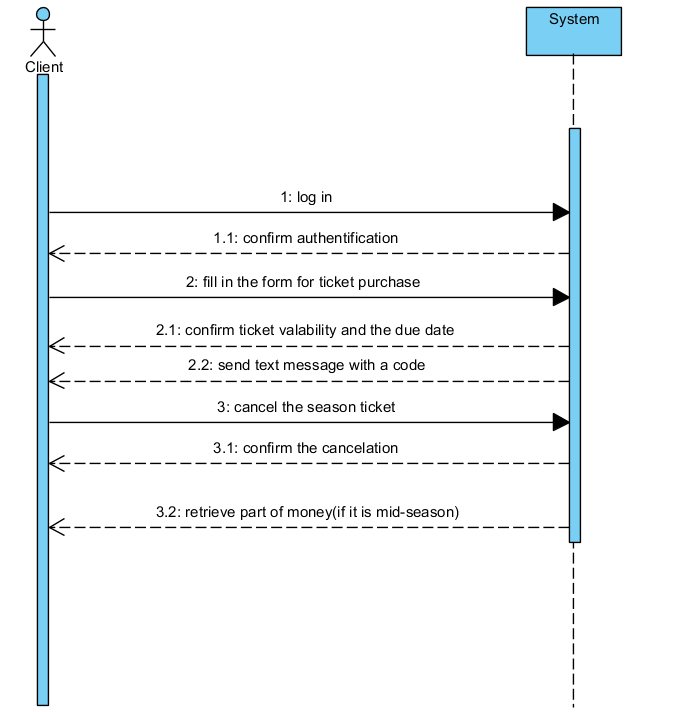 System
Client
1: log in
1.1: confirm authentification
2: fill in the form for ticket purchase
2.1: confirm ticket valability and the due date
2.2: send text message with a code
3: cancel the season ticket
3.1: confirm the cancelation
3.2: retrieve part of money(if it is mid-season)